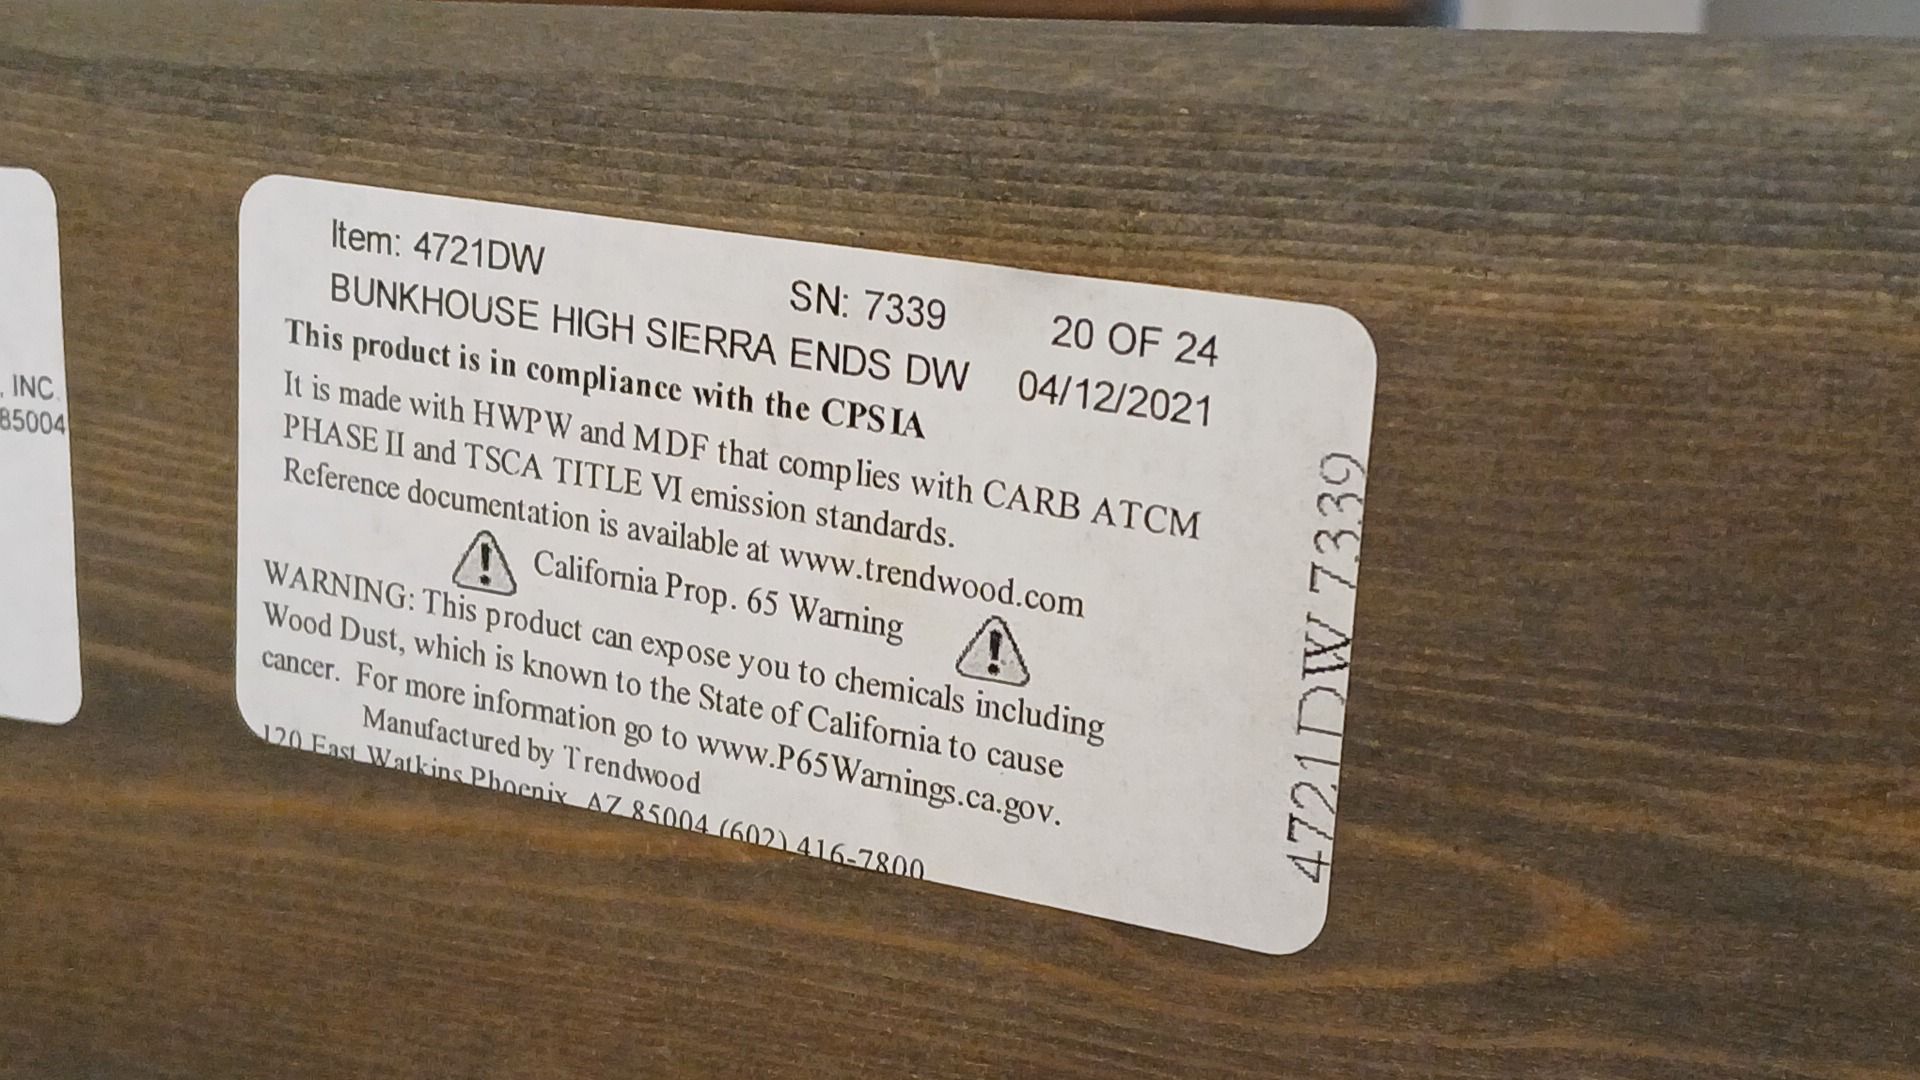 , INC.
85004
Item: 4721DW
SN: 7339
20 OF 24
BUNKHOUSE HIGH SIERRA ENDS DW
04/12/2021
This product is in compliance with the CPSIA
It is made with HWPW and MDF that complies with CARB ATCM
PHASE II and TSCA TITLE VI emission standards.
Reference documentation is available at www.trendwood.com
California Prop. 65 Warning
WARNING: This product can expose you to chemicals including
Wood Dust, which is known to the State of California to cause
cancer. For more information go to www.P65Warnings.ca.gov.
Manufactured by Trendwood
120 East Watkins Phoenix, AZ 85004 (602) 416-7800
4721DW 7339